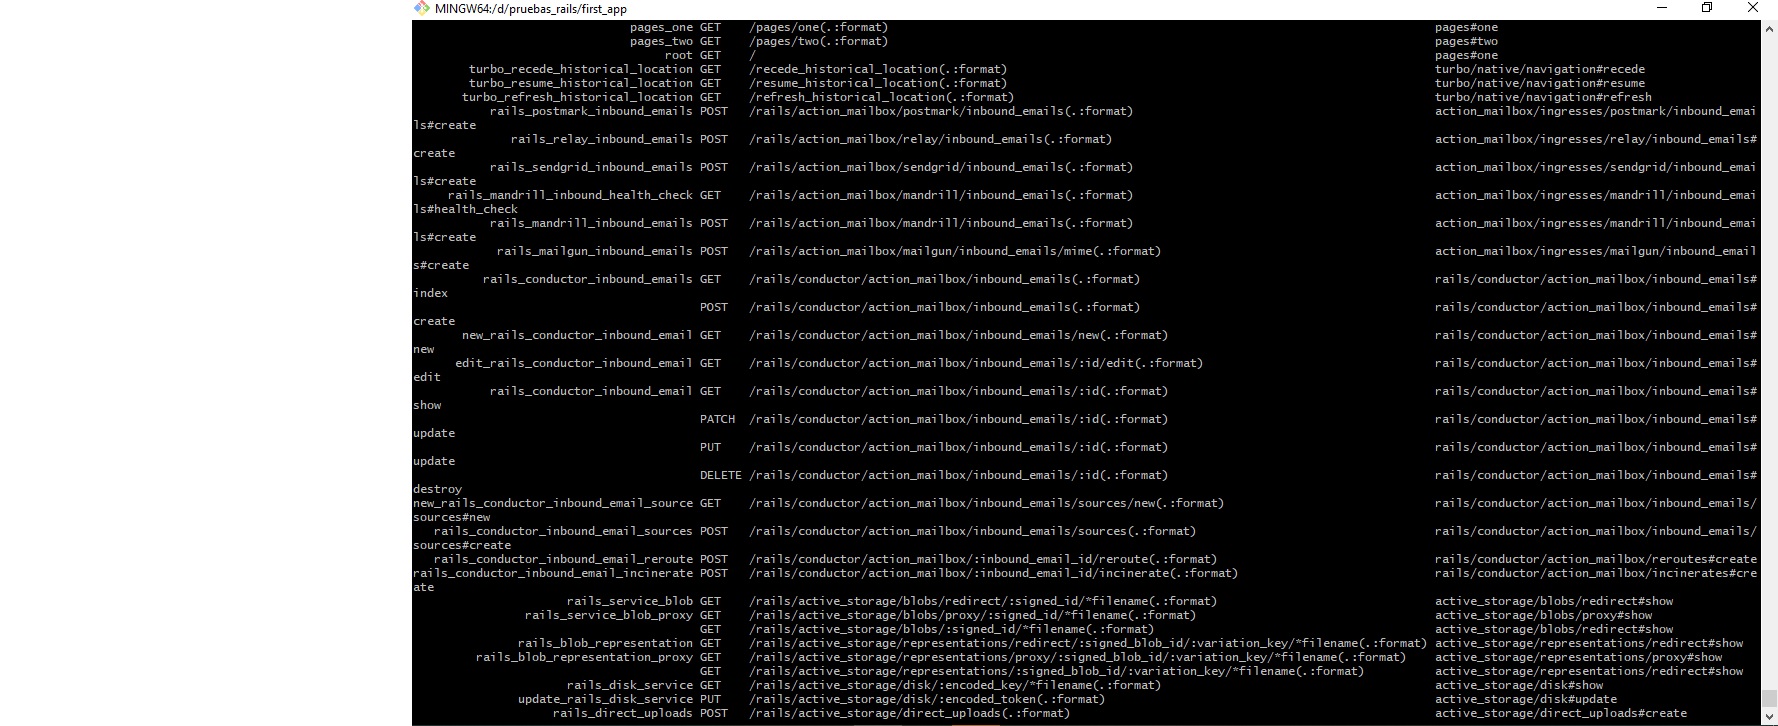 MINGW64:/d/pruebas_rails/first_app
pages_one GET /pages/one(.:format) pages#one
pages_two GET /pages/two(.:format) pages#two
root GET / pages#one
turbo_recede_historical_location GET /recede_historical_location(.:format) turbo/native/navigation#recede
turbo_resume_historical_location GET /resume_historical_location(.:format) turbo/native/navigation#resume
turbo_refresh_historical_location GET /refresh_historical_location(.:format) turbo/native/navigation#refresh
rails_postmark_inbound_emails POST /rails/action_mailbox/postmark/inbound_emails(.:format) action_mailbox/ingresses/postmark/inbound_emai
ls#create
rails_relay_inbound_emails POST /rails/action_mailbox/relay/inbound_emails(.:format) action_mailbox/ingresses/relay/inbound_emails#
create
rails_sendgrid_inbound_emails POST /rails/action_mailbox/sendgrid/inbound_emails(.:format) action_mailbox/ingresses/sendgrid/inbound_emai
ls#create
rails_mandrill_inbound_health_check GET /rails/action_mailbox/mandrill/inbound_emails(.:format) action_mailbox/ingresses/mandrill/inbound_emai
ls#health_check
rails_mandrill_inbound_emails POST /rails/action_mailbox/mandrill/inbound_emails(.:format) action_mailbox/ingresses/mandrill/inbound_emai
ls#create
rails_mailgun_inbound_emails POST /rails/action_mailbox/mailgun/inbound_emails/mime(.:format) action_mailbox/ingresses/mailgun/inbound_email
s#create
rails_conductor_inbound_emails GET /rails/conductor/action_mailbox/inbound_emails(.:format) rails/conductor/action_mailbox/inbound_emails#
index
POST /rails/conductor/action_mailbox/inbound_emails(.:format) rails/conductor/action_mailbox/inbound_emails#
create
new_rails_conductor_inbound_email GET /rails/conductor/action_mailbox/inbound_emails/new(.:format) rails/conductor/action_mailbox/inbound_emails#
new
edit_rails_conductor_inbound_email GET /rails/conductor/action_mailbox/inbound_emails/:id/edit(.:format) rails/conductor/action_mailbox/inbound_emails#
edit
rails_conductor_inbound_email GET /rails/conductor/action_mailbox/inbound_emails/:id(.:format) rails/conductor/action_mailbox/inbound_emails#
show
PATCH /rails/conductor/action_mailbox/inbound_emails/:id(.:format) rails/conductor/action_mailbox/inbound_emails#
update
PUT /rails/conductor/action_mailbox/inbound_emails/:id(.:format) rails/conductor/action_mailbox/inbound_emails#
update
DELETE /rails/conductor/action_mailbox/inbound_emails/:id(.:format) rails/conductor/action_mailbox/inbound_emails#
destroy
new_rails_conductor_inbound_email_source GET /rails/conductor/action_mailbox/inbound_emails/sources/new(.:format) rails/conductor/action_mailbox/inbound_emails/
sources#new
rails_conductor_inbound_email_sources POST /rails/conductor/action_mailbox/inbound_emails/sources(.:format) rails/conductor/action_mailbox/inbound_emails/
sources#create
rails_conductor_inbound_email_reroute POST /rails/conductor/action_mailbox/:inbound_email_id/reroute(.:format) rails/conductor/action_mailbox/reroutes#create
rails_conductor_inbound_email_incinerate POST /rails/conductor/action_mailbox/:inbound_email_id/incinerate(.:format) rails/conductor/action_mailbox/incinerates#cre
ate
rails_service_blob GET /rails/active_storage/blobs/redirect/:signed_id/*filename(.:format) active_storage/blobs/redirect#show
rails_service_blob_proxy GET /rails/active_storage/blobs/proxy/:signed_id/*filename(.:format) active_storage/blobs/proxy#show
GET /rails/active_storage/blobs/:signed_id/*filename(.:format) active_storage/blobs/redirect#show
rails_blob_representation GET /rails/active_storage/representations/redirect/:signed_blob_id/:variation_key/*filename(.:format) active_storage/representations/redirect#show
rails_blob_representation_proxy GET /rails/active_storage/representations/proxy/:signed_blob_id/:variation_key/*filename(.:format) active_storage/representations/proxy#show
GET /rails/active_storage/representations/:signed_blob_id/:variation_key/*filename(.:format) active_storage/representations/redirect#show
rails_disk_service GET /rails/active_storage/disk/:encoded_key/*filename(.:format) active_storage/disk#show
update_rails_disk_service PUT /rails/active_storage/disk/:encoded_token(.:format) active_storage/disk#update
rails_direct_uploads POST /rails/active_storage/direct_uploads(.:format) active_storage/direct_uploads#create